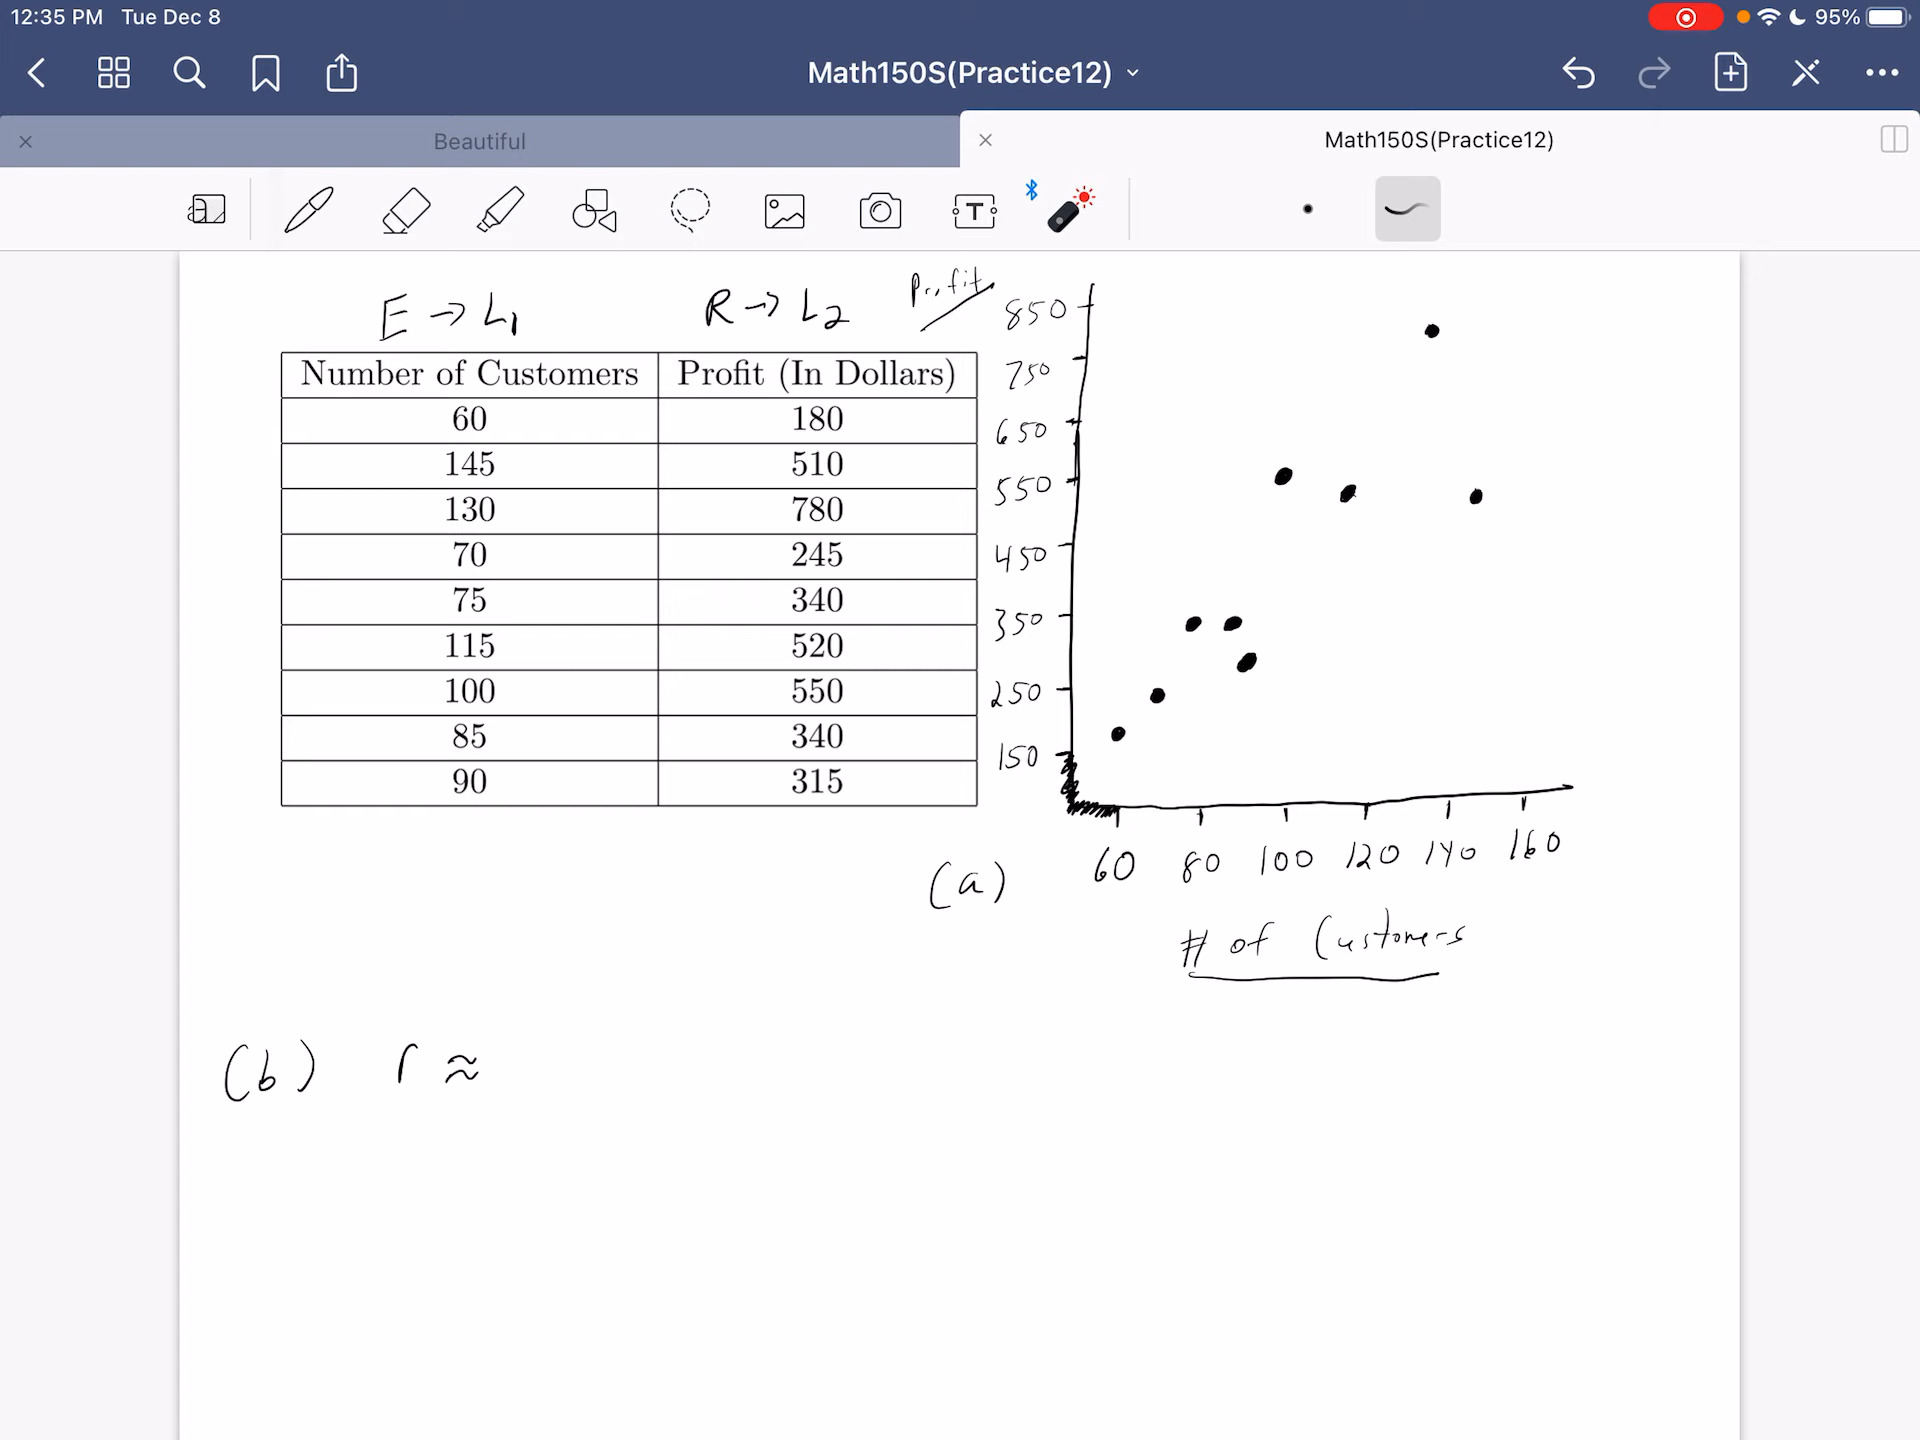 12:35 PM Tue Dec 8
95%
Math150S(Practice12)
Beautiful
Math150S(Practice12)
E → L1 R → L2
Number of Customers Profit (In Dollars)
60 180
145 510
130 780
70 245
75 340
115 520
100 550
85 340
90 315
Profit
850
750
650
550
450
350
250
150
60 80 100 120 140 160
(a)
# of Customers
(b) r ≈